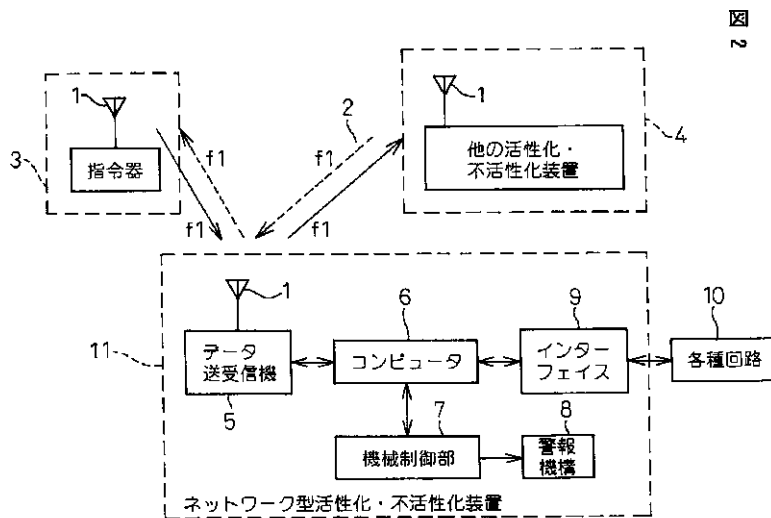 図2
1
指令器
3
f1
f1
2
f1
f1
1
他の活性化・
不活性化装置
4
11
1
データ
送受信機
5
6
コンピュータ
9
インター
フェイス
10
各種回路
7
機械制御部
8
警報
機構
ネットワーク型活性化・不活性化装置